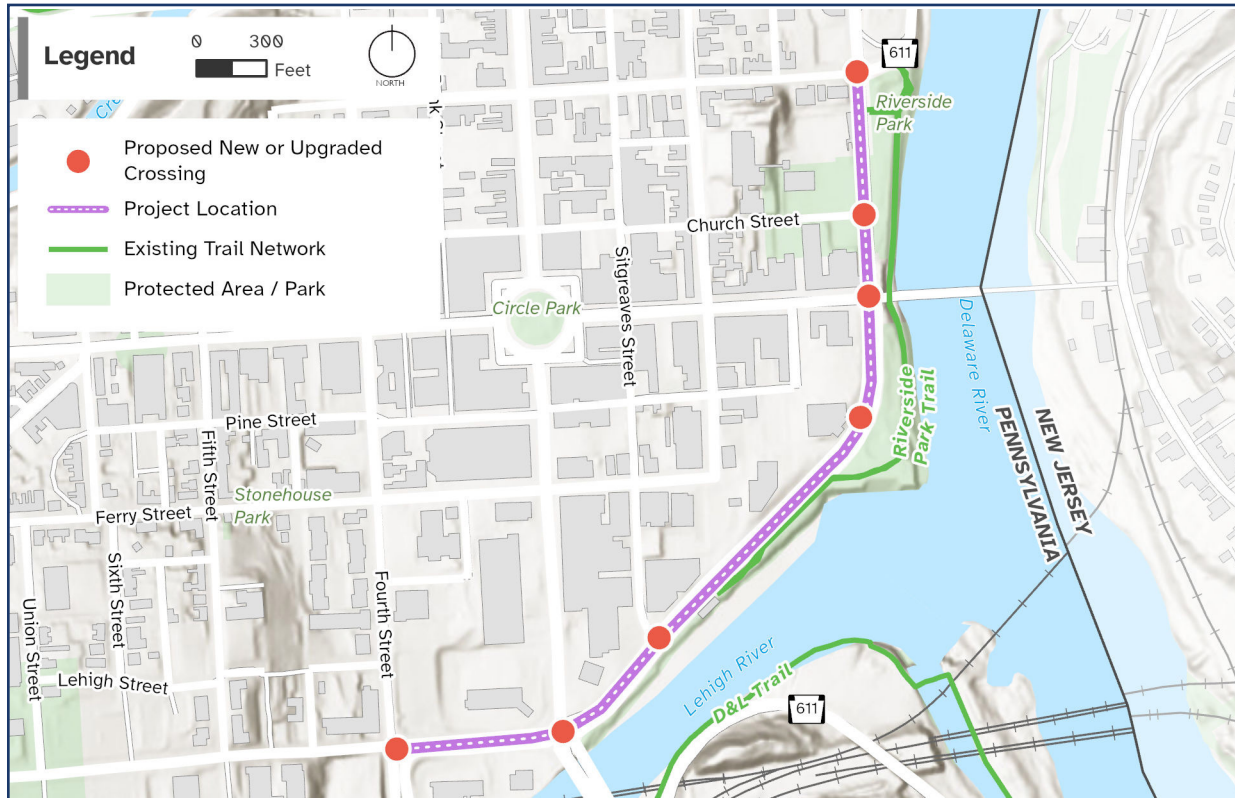 Legend
0 300
Feet
NORTH
Proposed New or Upgraded
Crossing
Project Location
Existing Trail Network
Protected Area / Park
611
Riverside
Park
Church Street
Sitgreaves Street
Circle Park
Delaware River
Riverside
Park Trail
NEW JERSEY
PENNSYLVANIA
Pine Street
Fifth Street
Stonehouse
Park
Ferry Street
Sixth Street
Fourth Street
Union Street
Lehigh Street
Lehigh River
D&L Trail
611